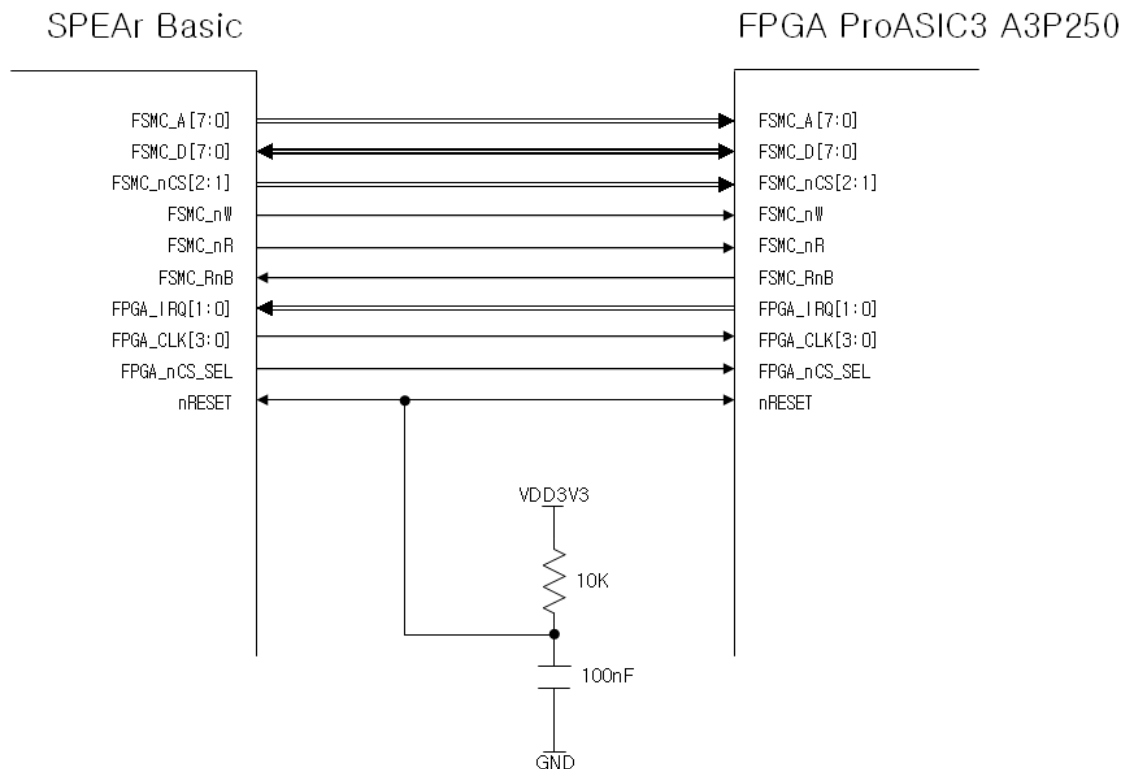 SPEAr Basic
FPGA ProASIC3 A3P250
FSMC_A[7:0]
FSMC_A[7:0]
FSMC_D[7:0]
FSMC_D[7:0]
FSMC_nCS[2:1]
FSMC_nCS[2:1]
FSMC_nW
FSMC_nW
FSMC_nR
FSMC_nR
FSMC_RnB
FSMC_RnB
FPGA_IRQ[1:0]
FPGA_IRQ[1:0]
FPGA_CLK[3:0]
FPGA_CLK[3:0]
FPGA_nCS_SEL
FPGA_nCS_SEL
nRESET
nRESET
VDD3V3
10K
100nF
GND